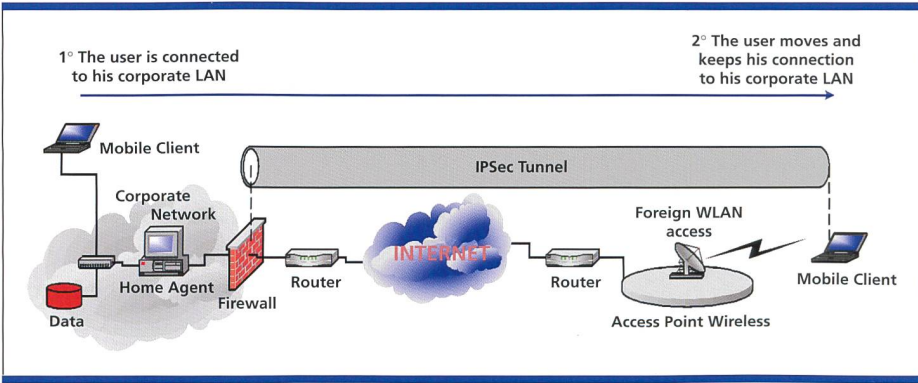 1° The user is connected
to his corporate LAN
2° The user moves and
keeps his connection
to his corporate LAN
Mobile Client
IPSec Tunnel
Corporate
Network
Foreign WLAN
access
INTERNET
Home Agent
Router
Router
Mobile Client
Firewall
Data
Access Point Wireless